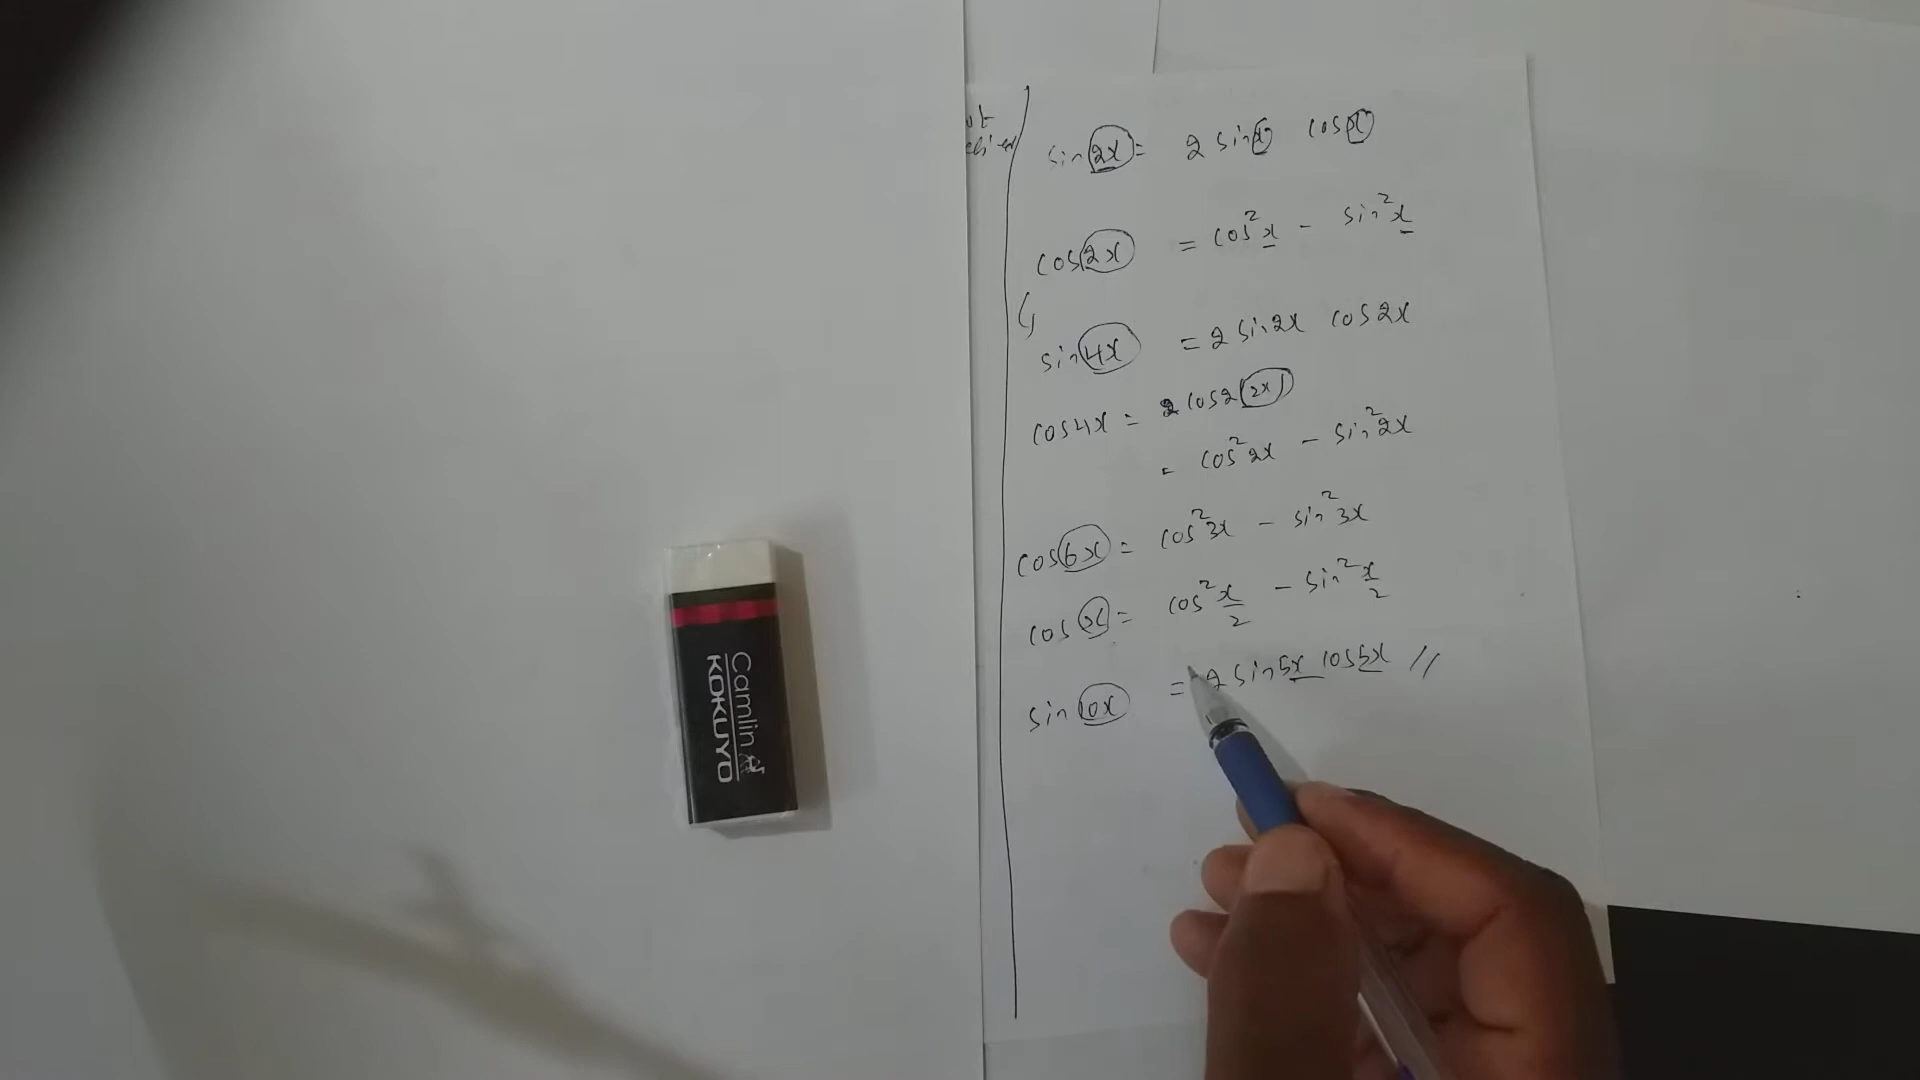 sin2x = 2 sinx cosx
cos2x = cos²x - sin²x
sin4x = 2 sin2x cos2x
cos4x = 2 cos2(2x)
= cos²2x - sin²2x
cos6x = cos²3x - sin²3x
cosx = cos²x/2 - sin²x/2
sin10x = 2 sin5x cos5x //
Camlin
KOKUYO